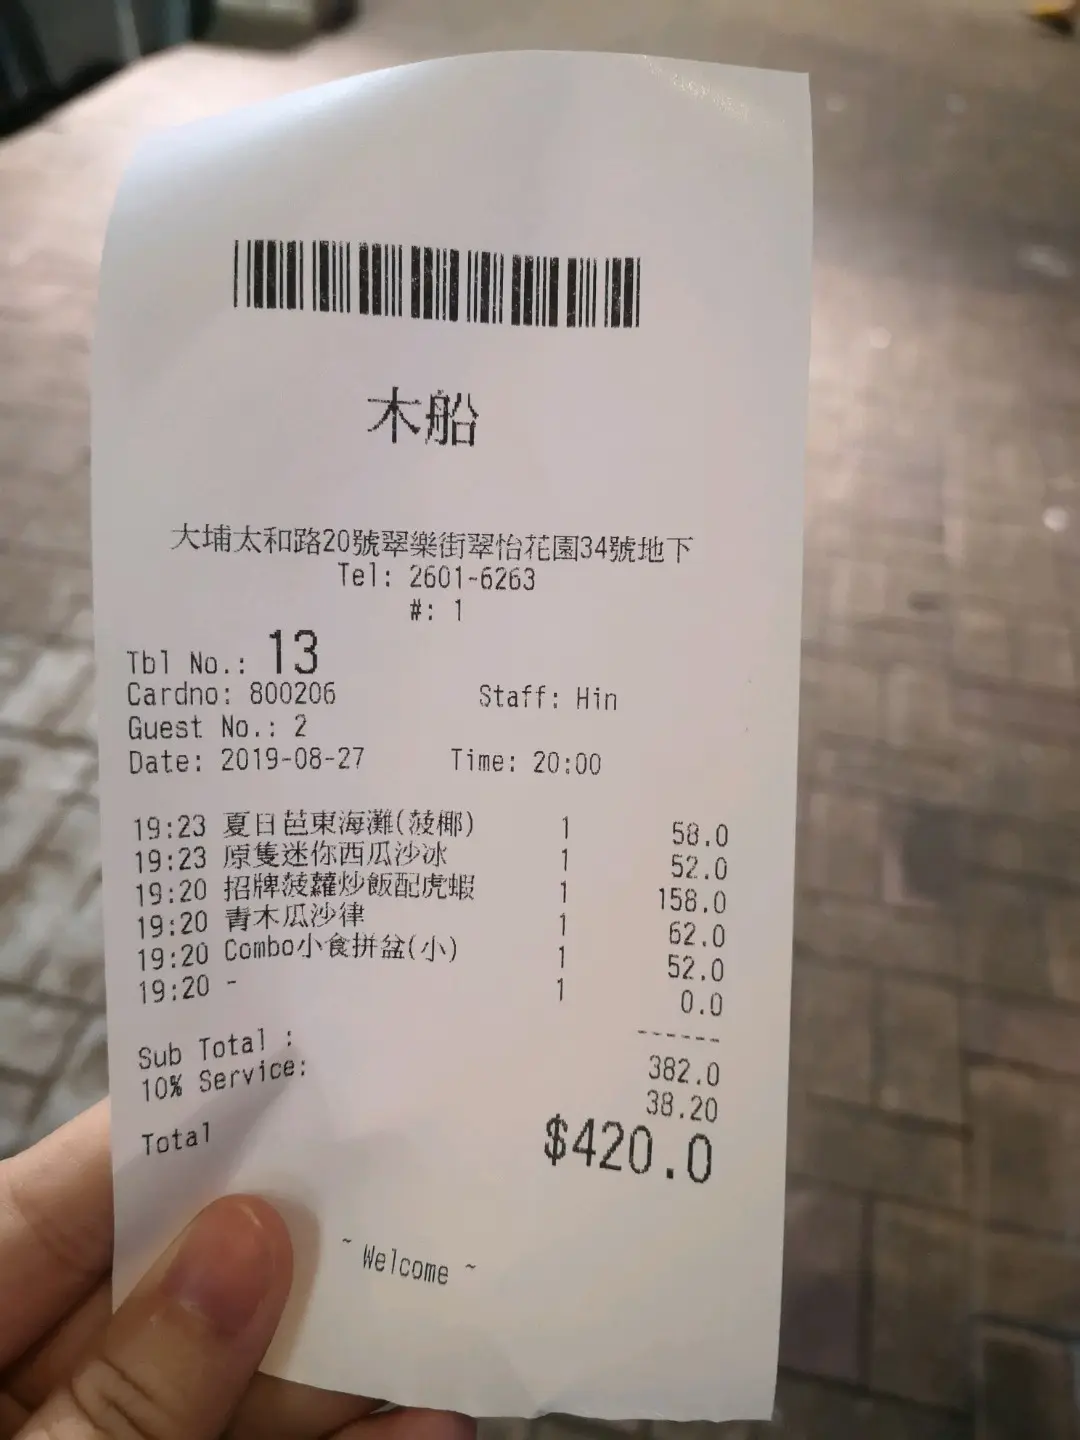 木船
大埔太和路20號翠樂街翠怡花園34號地下
Tel: 2601-6263
#: 1
Tbl No.: 13
Cardno: 800206 Staff: Hin
Guest No.: 2
Date: 2019-08-27 Time: 20:00
19:23 夏日芭東海灘(菠椰) 1 58.0
19:23 原隻迷你西瓜沙冰 1 52.0
19:20 招牌菠蘿炒飯配虎蝦 1 158.0
19:20 青木瓜沙律 1 62.0
19:20 Combo小食拼盆(小) 1 52.0
19:20 - 1 0.0
------
Sub Total : 382.0
10% Service: 38.20
Total $420.0
~ Welcome ~